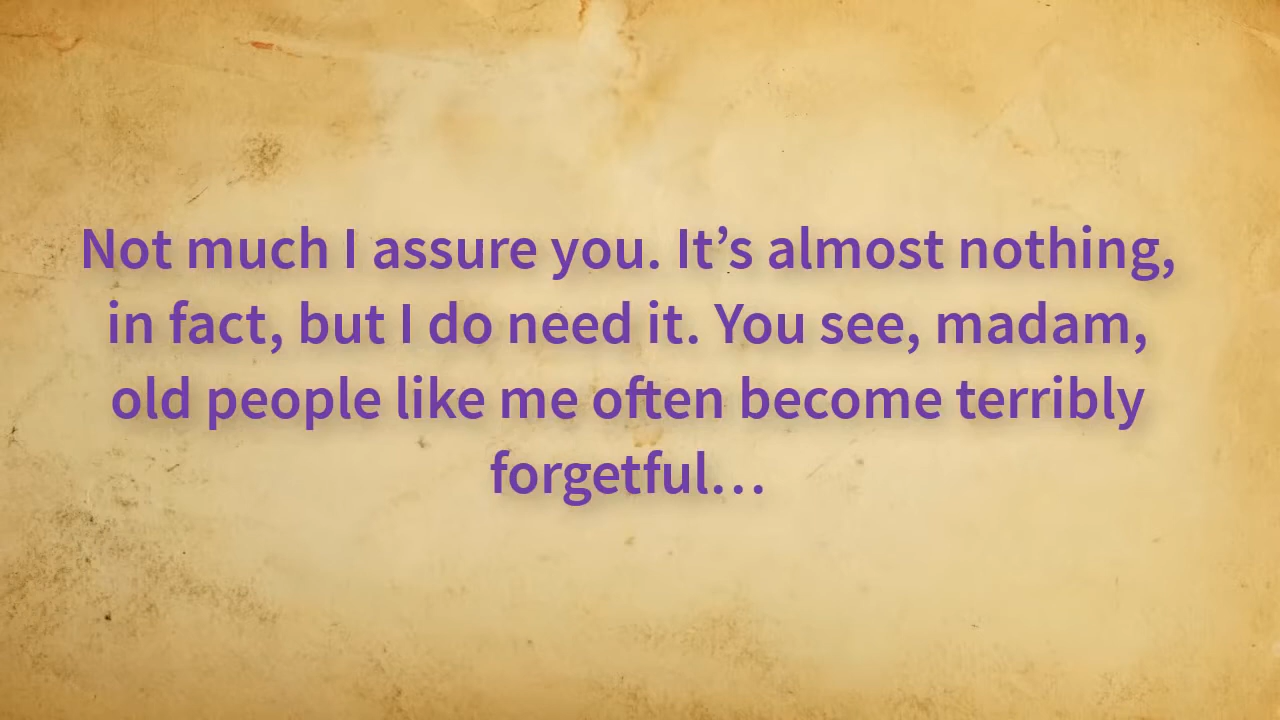 Not much I assure you. It’s almost nothing,
in fact, but I do need it. You see, madam,
old people like me often become terribly
forgetful…